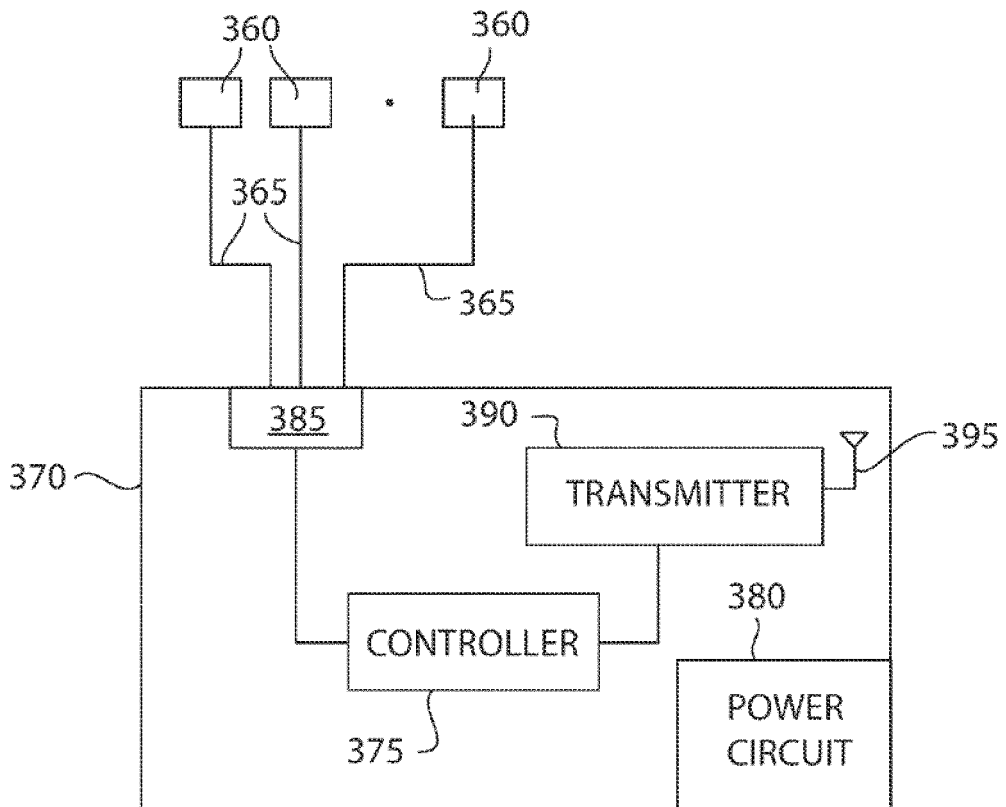 360
360
365
365
385
390
395
370
TRANSMITTER
380
CONTROLLER
POWER
CIRCUIT
375